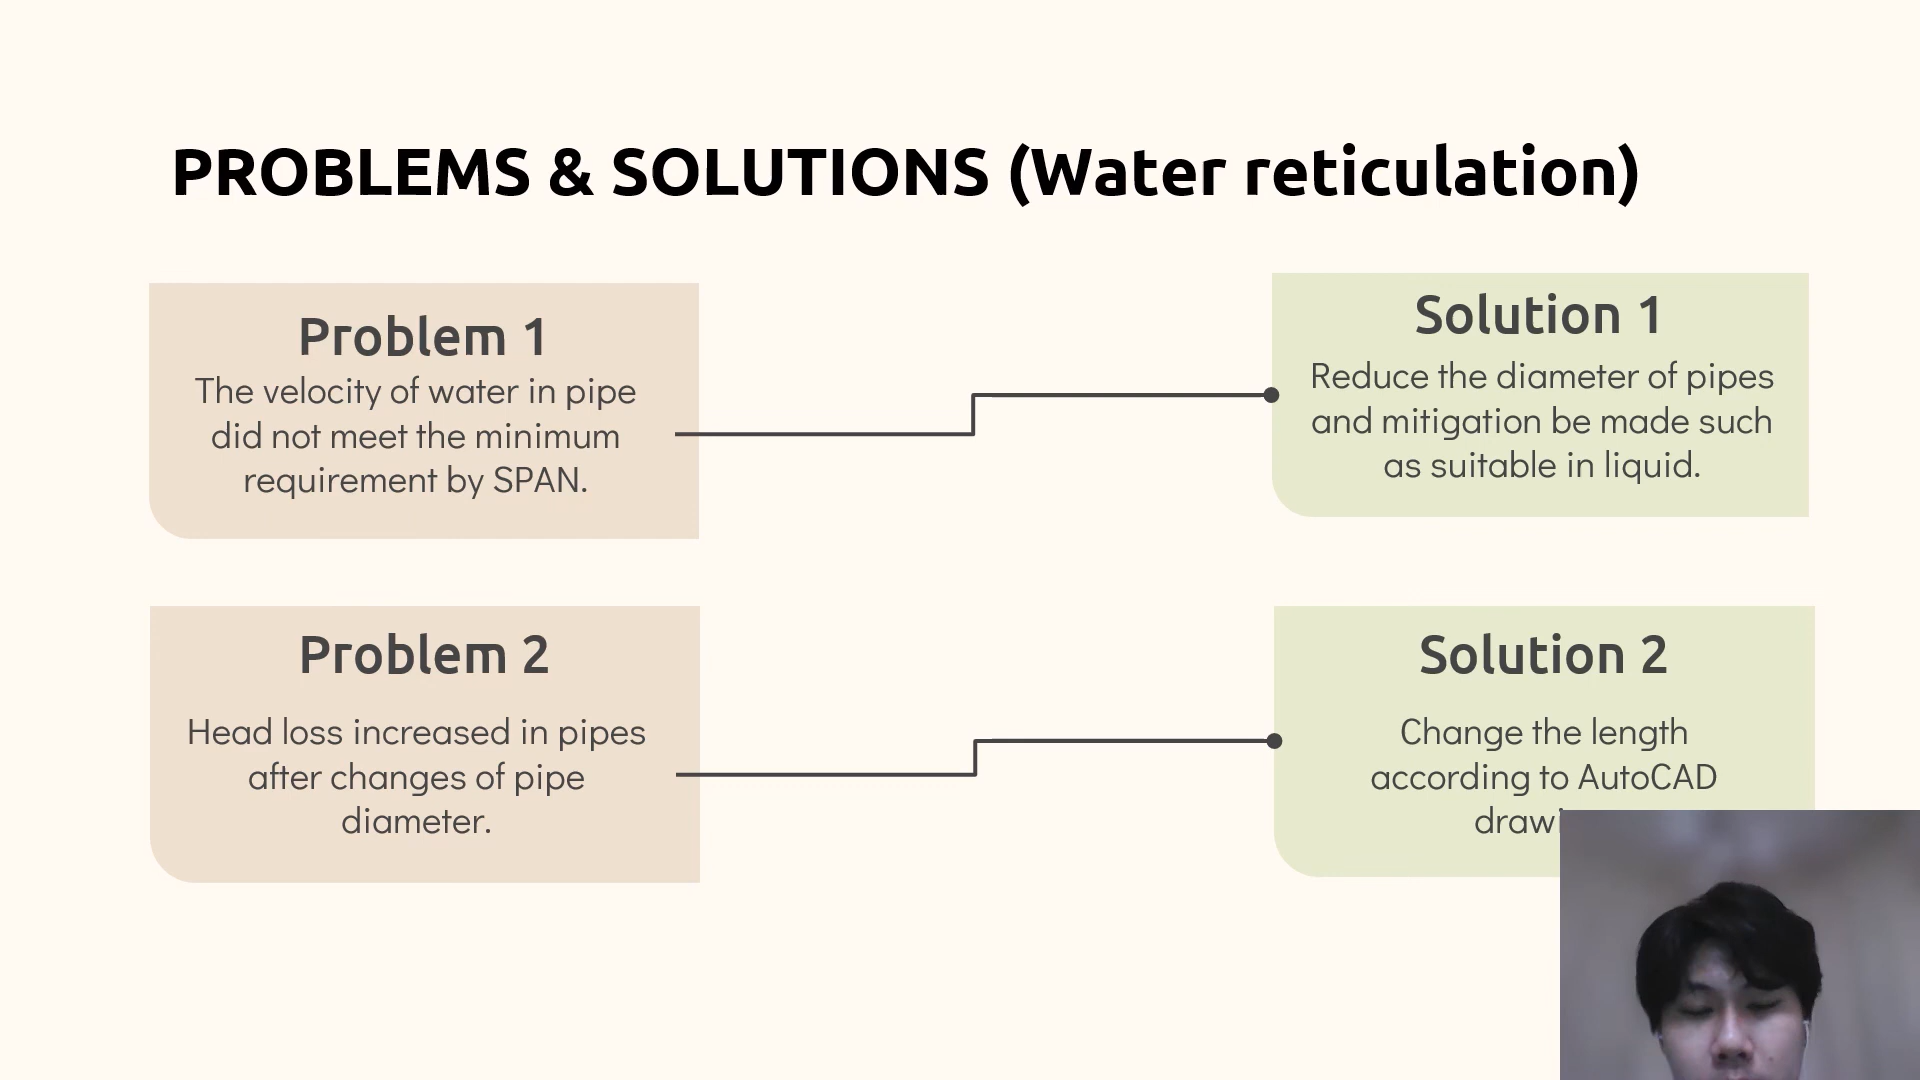 PROBLEMS & SOLUTIONS (Water reticulation)
Problem 1
The velocity of water in pipe
did not meet the minimum
requirement by SPAN.
Solution 1
Reduce the diameter of pipes
and mitigation be made such
as suitable in liquid.
Problem 2
Head loss increased in pipes
after changes of pipe
diameter.
Solution 2
Change the length
according to AutoCAD